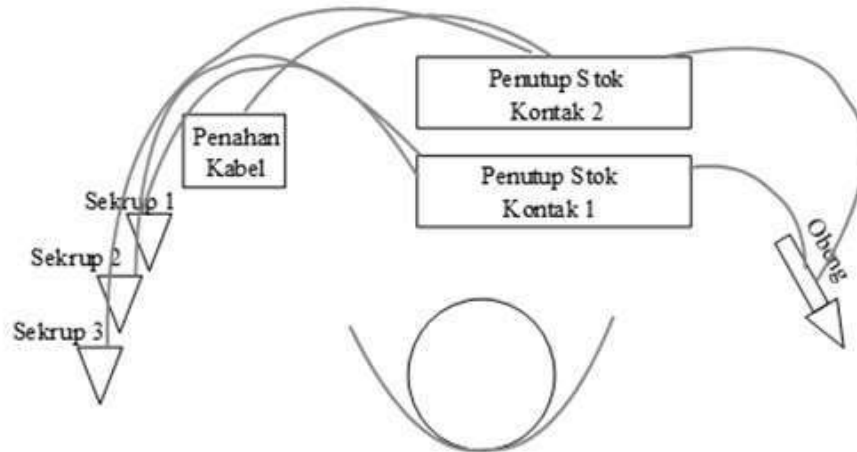 Penutup Stok
Kontak 2
Penahan
Kabel
Penutup Stok
Kontak 1
Sekrup 1
Sekrup 2
Sekrup 3
Obeng